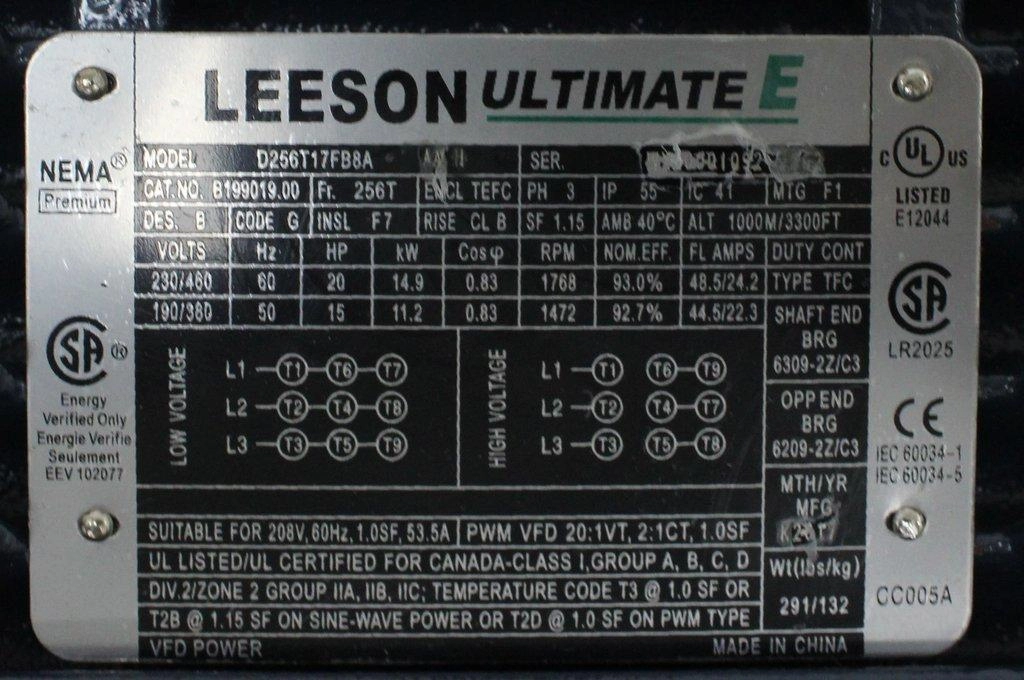 LEESON ULTIMATE E
NEMA® Premium
MODEL D256T17FB8A SER.
CAT.NO. B199019.00 Fr. 256T ENCL TEFC PH 3 IP 55 IC 41 MTG F1
DES. B CODE G INSL F7 RISE CL B SF 1.15 AMB 40°C ALT 1000M/3300FT
VOLTS Hz HP kW Cosφ RPM NOM.EFF. FL AMPS DUTY CONT
230/460 60 20 14.9 0.83 1768 93.0% 48.5/24.2 TYPE TFC
190/380 50 15 11.2 0.83 1472 92.7% 44.5/22.3
LOW VOLTAGE
L1 T1 T6 T7
L2 T2 T4 T8
L3 T3 T5 T9
HIGH VOLTAGE
L1 T1 T6 T9
L2 T2 T4 T7
L3 T3 T5 T8
SHAFT END
BRG
6309-2Z/C3
OPP END
BRG
6209-2Z/C3
MTH/YR
MFG
Wt(lbs/kg)
291/132
SUITABLE FOR 208V, 60Hz, 1.0SF, 53.5A PWM VFD 20:1VT, 2:1CT, 1.0SF
UL LISTED/UL CERTIFIED FOR CANADA-CLASS I,GROUP A, B, C, D
DIV.2/ZONE 2 GROUP IIA, IIB, IIC; TEMPERATURE CODE T3 @ 1.0 SF OR
T2B @ 1.15 SF ON SINE-WAVE POWER OR T2D @ 1.0 SF ON PWM TYPE
VFD POWER MADE IN CHINA
SA ®
Energy
Verified Only
Energie Verifie
Seulement
EEV 102077
C UL US
LISTED
E12044
SA
LR2025
CE
IEC 60034-1
IEC 60034-5
CC005A